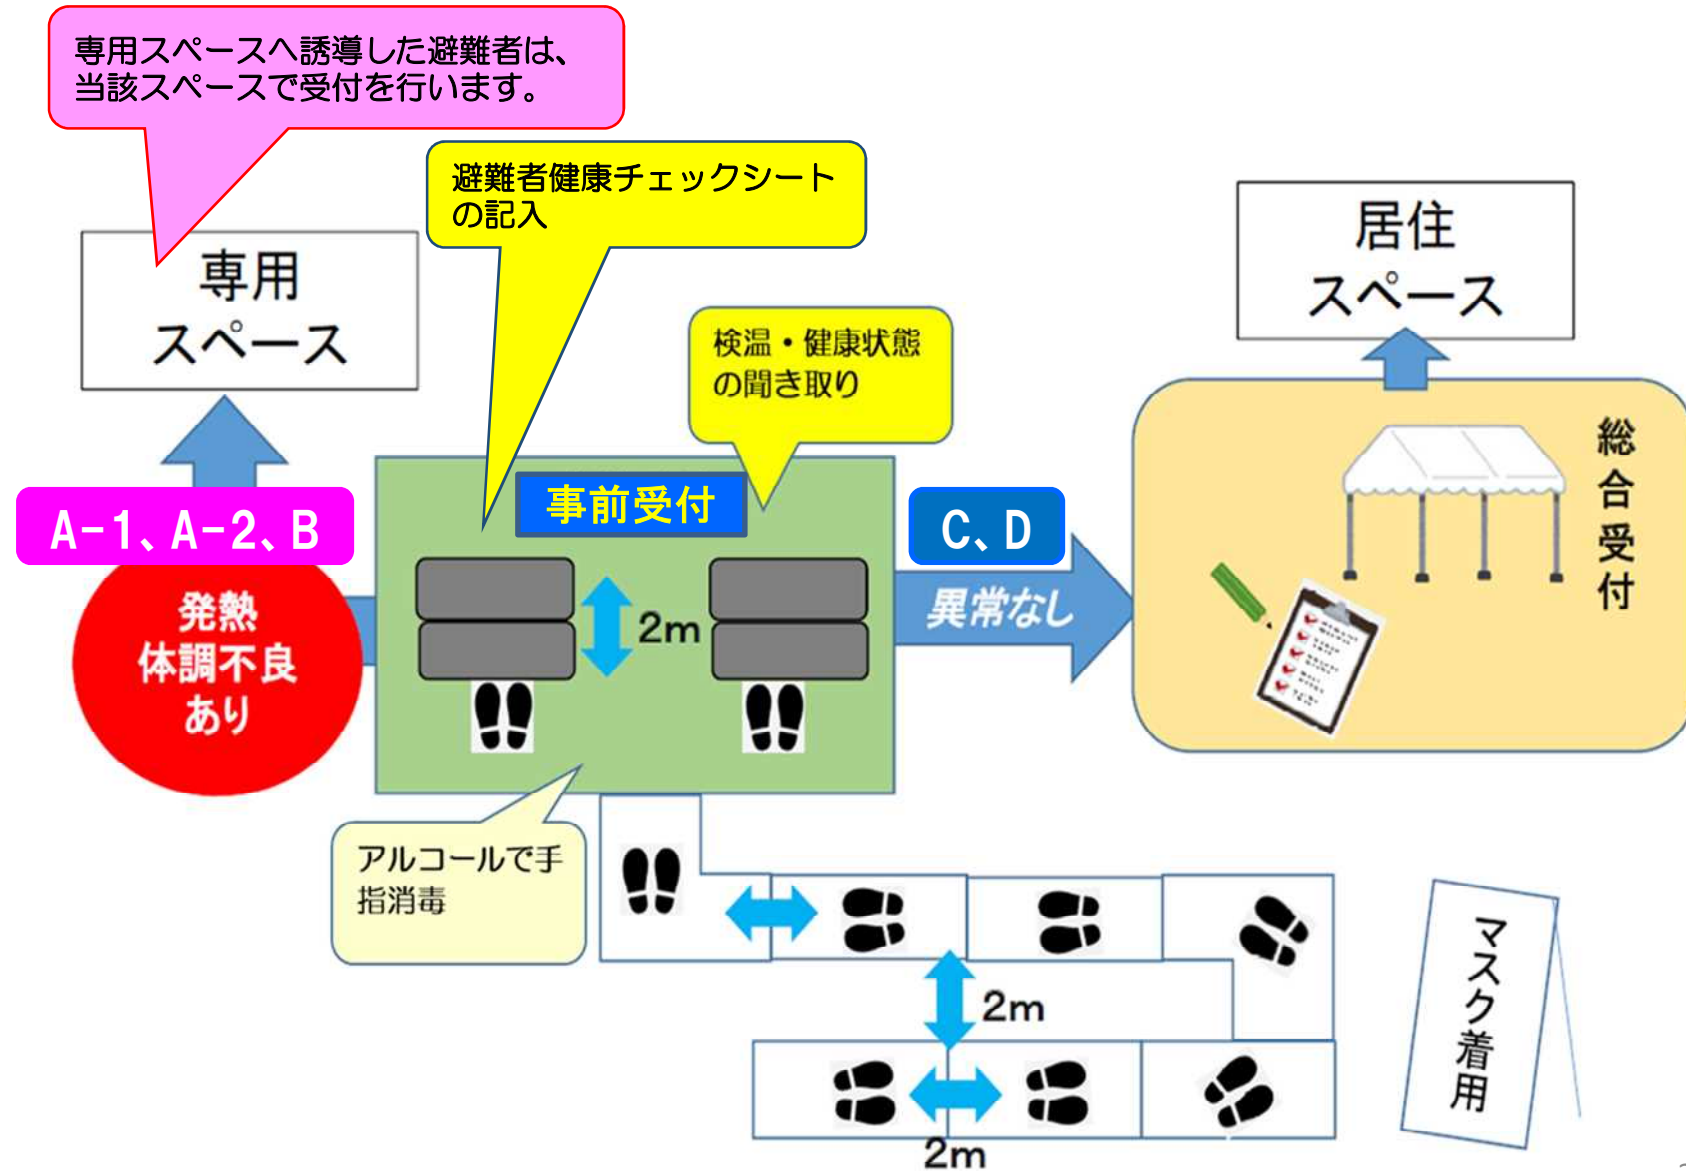 専用スペースへ誘導した避難者は、
当該スペースで受付を行います。
避難者健康チェックシート
の記入
専用
スペース
居住
スペース
検温・健康状態
の聞き取り
事前受付
A-1、A-2、B
C、D
発熱
体調不良
あり
2m
異常なし
総合受付
アルコールで手
指消毒
2m
2m
マスク着用